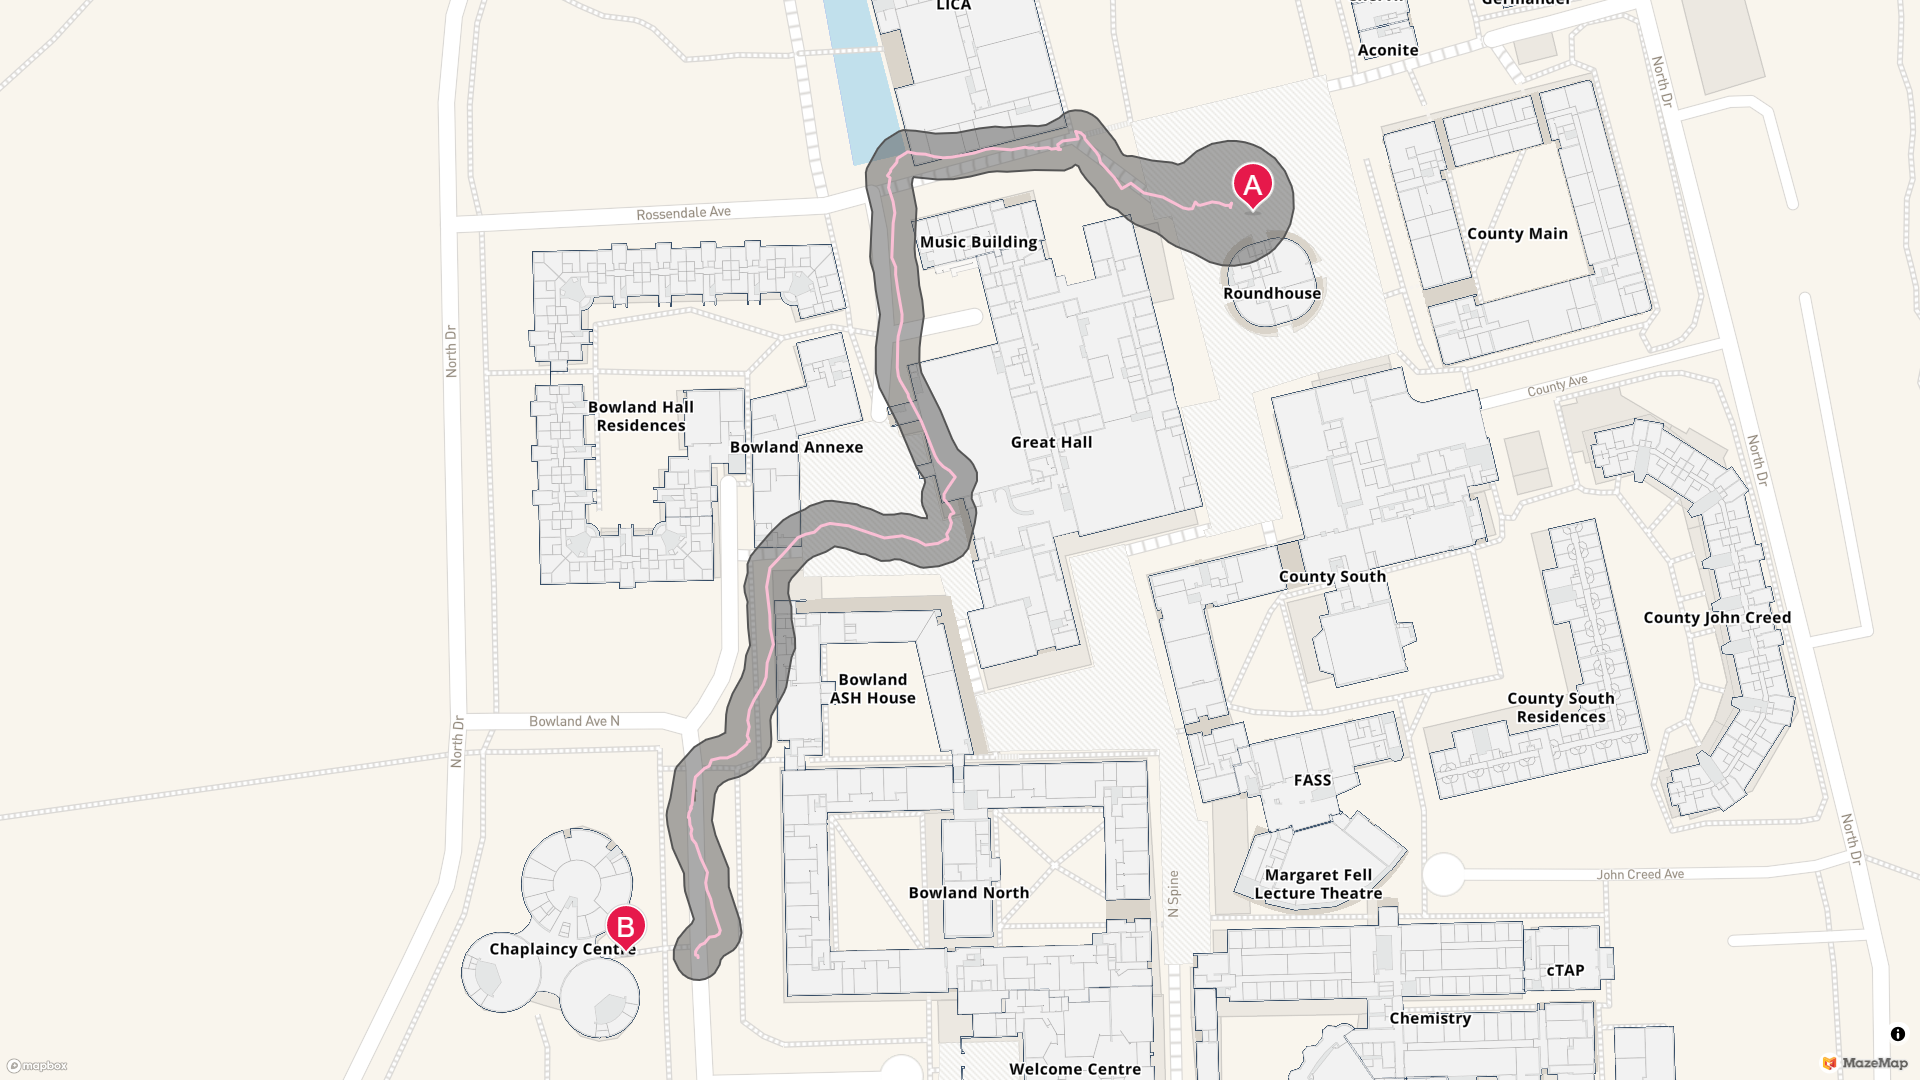 LICA
Aconite
North Dr
A
Rossendale Ave
County Main
Music Building
Roundhouse
North Dr
County Ave
Bowland Hall
Residences
Bowland Annexe
Great Hall
North Dr
County South
County John Creed
Bowland
ASH House
County South
Residences
Bowland Ave N
North Dr
FASS
North Dr
Margaret Fell
Lecture Theatre
John Creed Ave
Bowland North
N Spine
B
Chaplaincy Centre
cTAP
Chemistry
Welcome Centre
mapbox
MazeMap